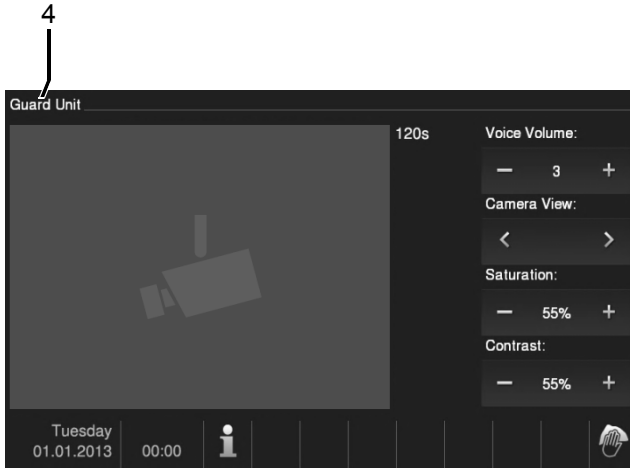 4
Guard Unit
120s
Voice Volume:
− 3 +
Camera View:
< >
Saturation:
− 55% +
Contrast:
− 55% +
Tuesday
01.01.2013
00:00
i